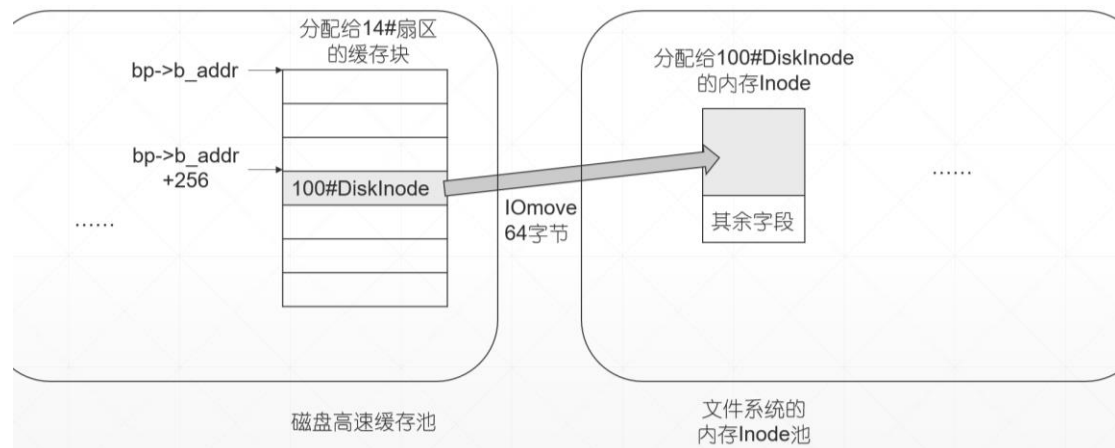 分配给14#扇区
的缓存块
bp->b_addr
bp->b_addr
+256
100#DiskInode
……
IOmove
64字节
分配给100#DiskInode
的内存Inode
其余字段
……
磁盘高速缓存池
文件系统的
内存Inode池